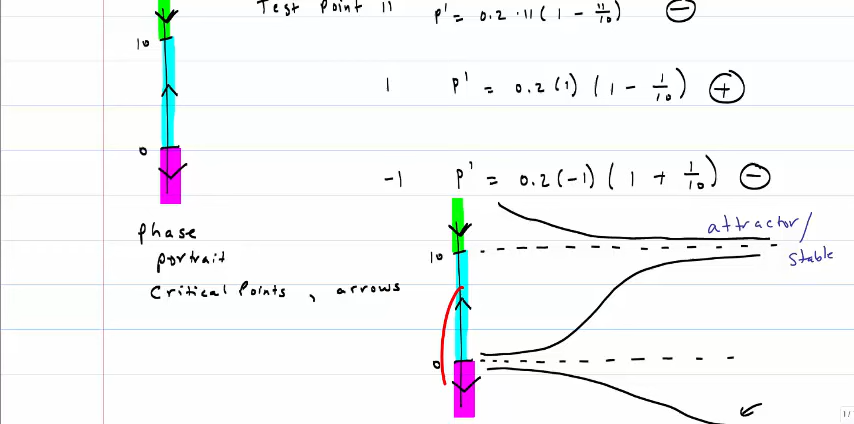 Test Point 11 P' = 0.2 · 11 ( 1 - 11/10 ) ⊖
10
1 P' = 0.2 (1) ( 1 - 1/10 ) ⊕
0
-1 P' = 0.2 (-1) ( 1 + 1/10 ) ⊖
Phase
portrait
Critical Points , arrows
attractor/
stable
10
0